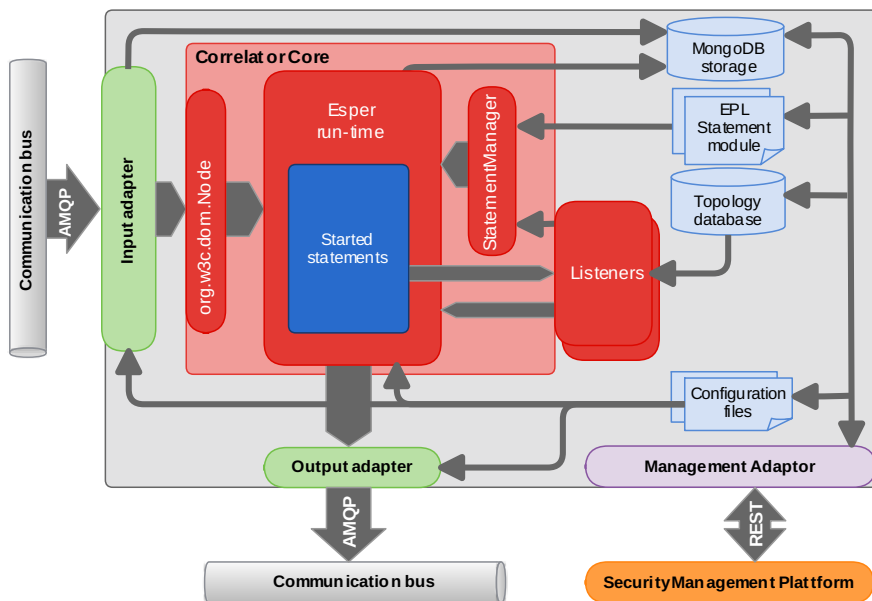 Correlator Core
MongoDB
storage
Communication bus
AMQP
Input adapter
org.w3c.dom.Node
Esper
run-time
Started
statements
StatementManager
EPL
Statement
module
Topology
database
Listeners
Configuration
files
Output adapter
Management Adaptor
AMQP
REST
Communication bus
SecurityManagement Plattform